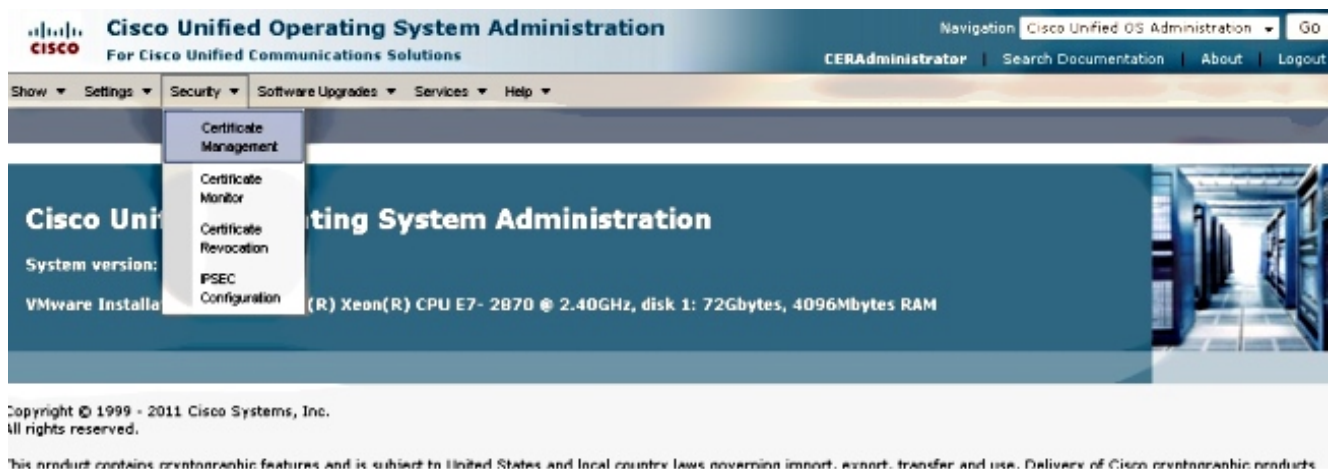 CISCO
Cisco Unified Operating System Administration
For Cisco Unified Communications Solutions
Navigation Cisco Unified OS Administration Go
CERAdministrator | Search Documentation | About | Logout
Show Settings Security Software Upgrades Services Help
Certificate
Management
Certificate
Monitor
Certificate
Revocation
IPSEC
Configuration
Cisco Uni ting System Administration
System version:
VMware Installa (R) Xeon(R) CPU E7- 2870 @ 2.40GHz, disk 1: 72Gbytes, 4096Mbytes RAM
Copyright © 1999 - 2011 Cisco Systems, Inc.
All rights reserved.
This product contains cryptographic features and is subject to United States and local country laws governing import, export, transfer and use. Delivery of Cisco cryptographic products